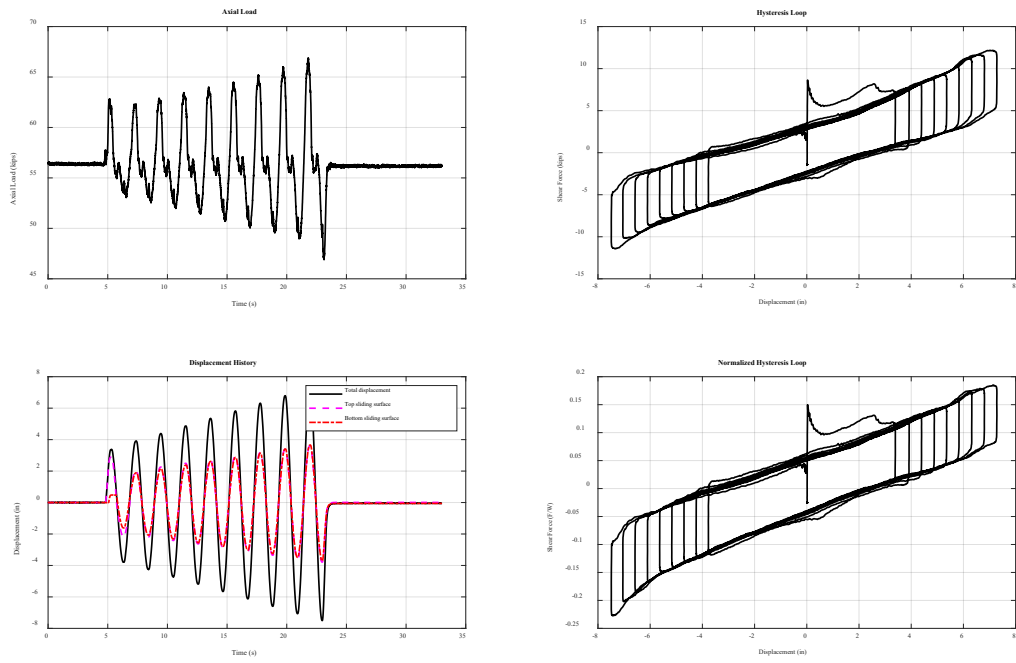 Axial Load
70
65
60
55
50
45
0 5 10 15 20 25 30 35
Axial Load (kips)
Time (s)
Hysteresis Loop
15
10
5
0
-5
-10
-15
-8 -6 -4 -2 0 2 4 6 8
Shear Force (kips)
Displacement (in)
Displacement History
8
6
4
2
0
-2
-4
-6
-8
0 5 10 15 20 25 30 35
Displacement (in)
Time (s)
Total displacement
Top sliding surface
Bottom sliding surface
Normalized Hysteresis Loop
0.2
0.15
0.1
0.05
0
-0.05
-0.1
-0.15
-0.2
-0.25
-8 -6 -4 -2 0 2 4 6 8
Shear Force (F/W)
Displacement (in)